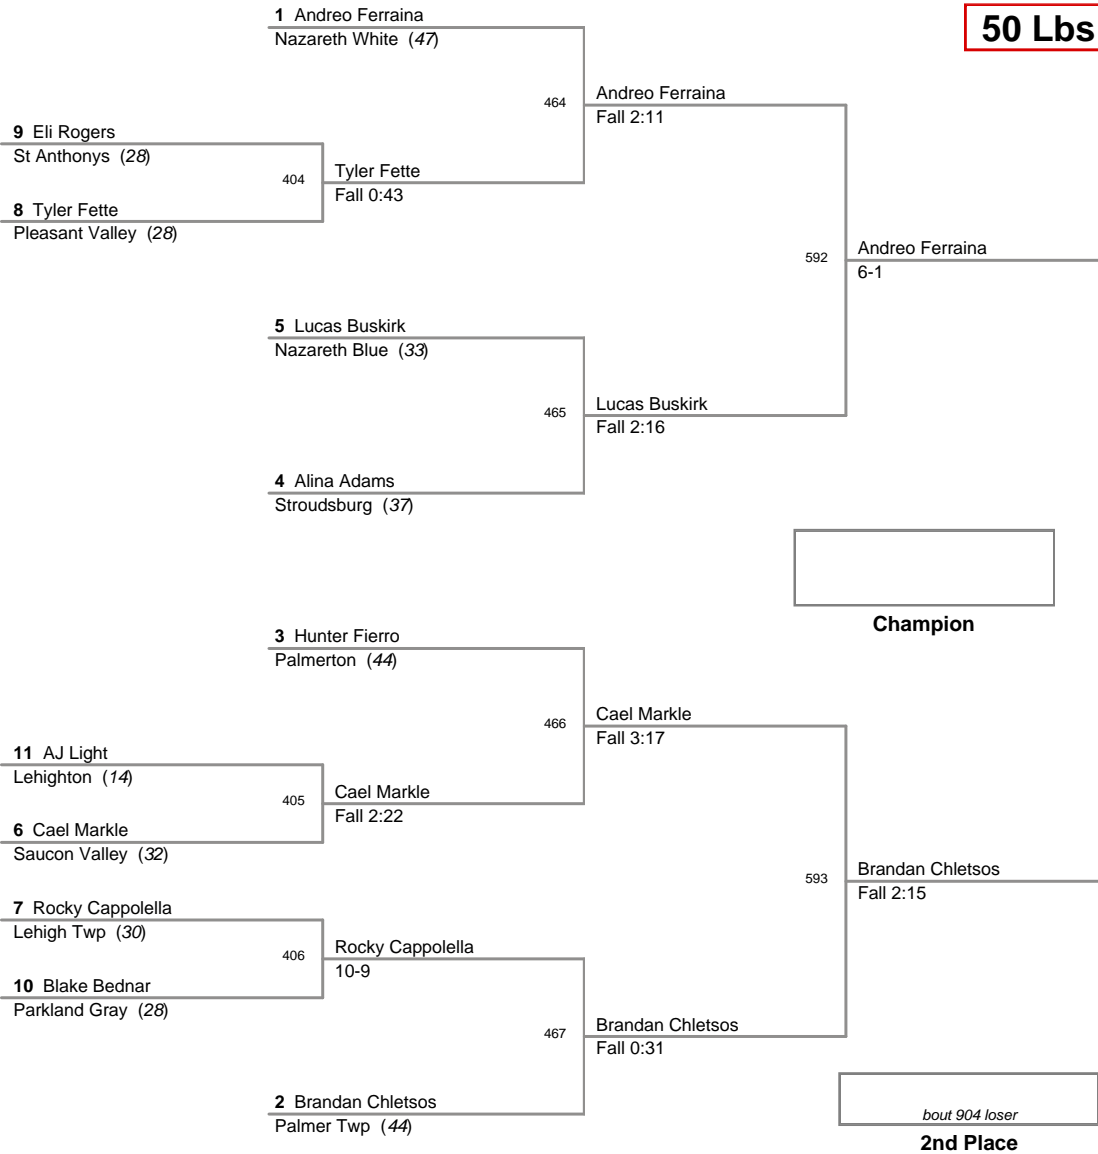 1 Andreo Ferraina
Nazareth White (47)
50 Lbs
464
Andreo Ferraina
Fall 2:11
9 Eli Rogers
St Anthonys (28)
404
Tyler Fette
Fall 0:43
8 Tyler Fette
Pleasant Valley (28)
592
Andreo Ferraina
6-1
5 Lucas Buskirk
Nazareth Blue (33)
465
Lucas Buskirk
Fall 2:16
4 Alina Adams
Stroudsburg (37)
Champion
3 Hunter Fierro
Palmerton (44)
466
Cael Markle
Fall 3:17
11 AJ Light
Lehighton (14)
405
Cael Markle
Fall 2:22
6 Cael Markle
Saucon Valley (32)
593
Brandan Chletsos
Fall 2:15
7 Rocky Cappolella
Lehigh Twp (30)
406
Rocky Cappolella
10-9
10 Blake Bednar
Parkland Gray (28)
467
Brandan Chletsos
Fall 0:31
2 Brandan Chletsos
Palmer Twp (44)
bout 904 loser
2nd Place